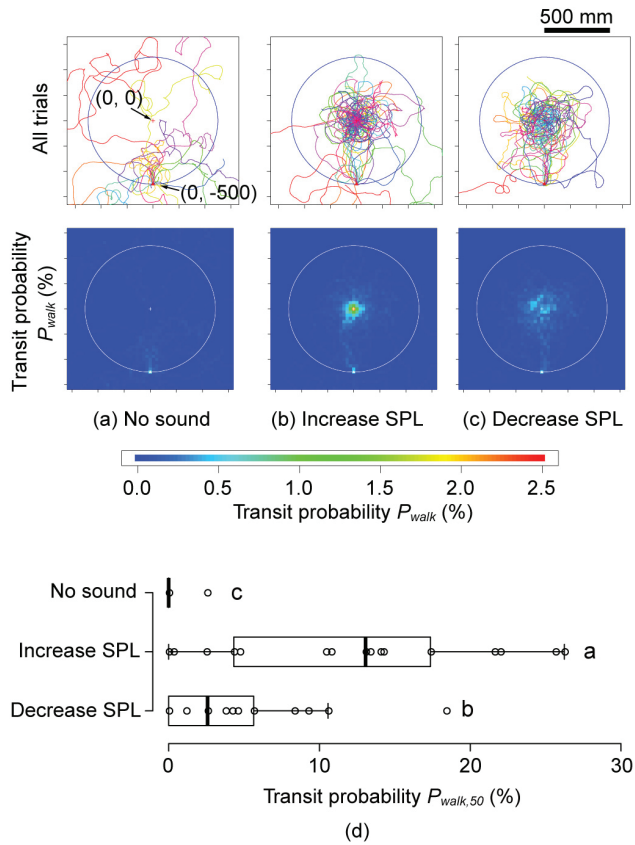 500 mm
All trials
(0, 0)
(0, -500)
Transit probability
P_walk (%)
(a) No sound
(b) Increase SPL
(c) Decrease SPL
0.0 0.5 1.0 1.5 2.0 2.5
Transit probability P_walk (%)
No sound
c
Increase SPL
a
Decrease SPL
b
0 10 20 30
Transit probability P_walk,50 (%)
(d)